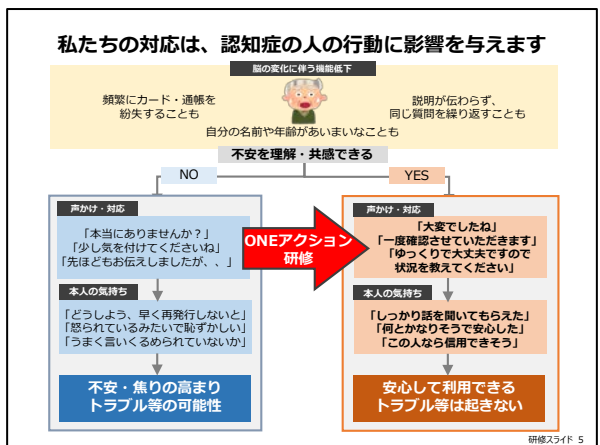 私たちの対応は、認知症の人の行動に影響を与えます
脳の変化に伴う機能低下
頻繁にカード・通帳を
紛失することも
説明が伝わらず、
同じ質問を繰り返すことも
自分の名前や年齢があいまいなことも
不安を理解・共感できる
NO
YES
声かけ・対応
「本当にありませんか？」
「少し気を付けてくださいね」
「先ほどもお伝えしましたが、、」
本人の気持ち
「どうしよう、早く再発行しないと」
「怒られているみたいで恥ずかしい」
「うまく言いくるめられていないか」
不安・焦りの高まり
トラブル等の可能性
ONEアクション
研修
声かけ・対応
「大変でしたね」
「一度確認させていただきます」
「ゆっくりで大丈夫ですので
状況を教えてください」
本人の気持ち
「しっかり話を聞いてもらえた」
「何とかなりそうで安心した」
「この人なら信用できそう」
安心して利用できる
トラブル等は起きない
研修スライド 5